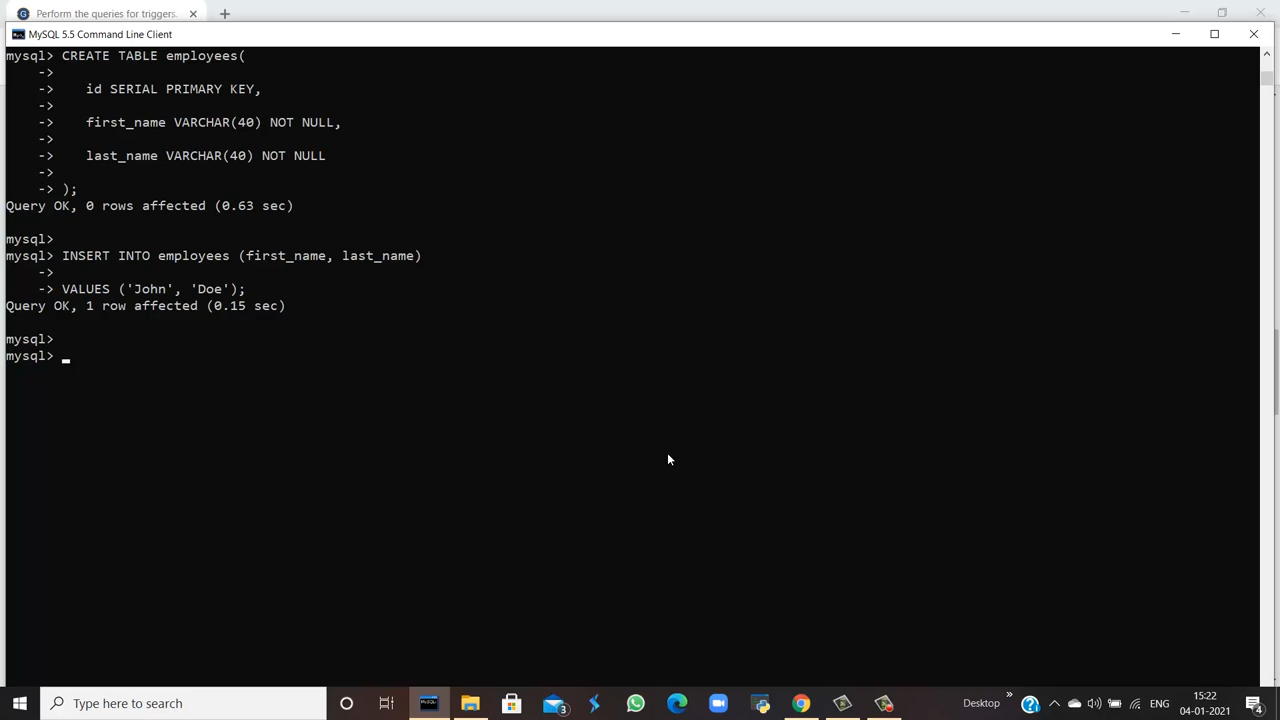 Perform the queries for triggers.
MySQL 5.5 Command Line Client
mysql> CREATE TABLE employees(
->
-> id SERIAL PRIMARY KEY,
->
-> first_name VARCHAR(40) NOT NULL,
->
-> last_name VARCHAR(40) NOT NULL
->
-> );
Query OK, 0 rows affected (0.63 sec)
mysql>
mysql> INSERT INTO employees (first_name, last_name)
->
-> VALUES ('John', 'Doe');
Query OK, 1 row affected (0.15 sec)
mysql>
mysql>
Type here to search
3
Desktop
»
ENG
15:22
04-01-2021
4